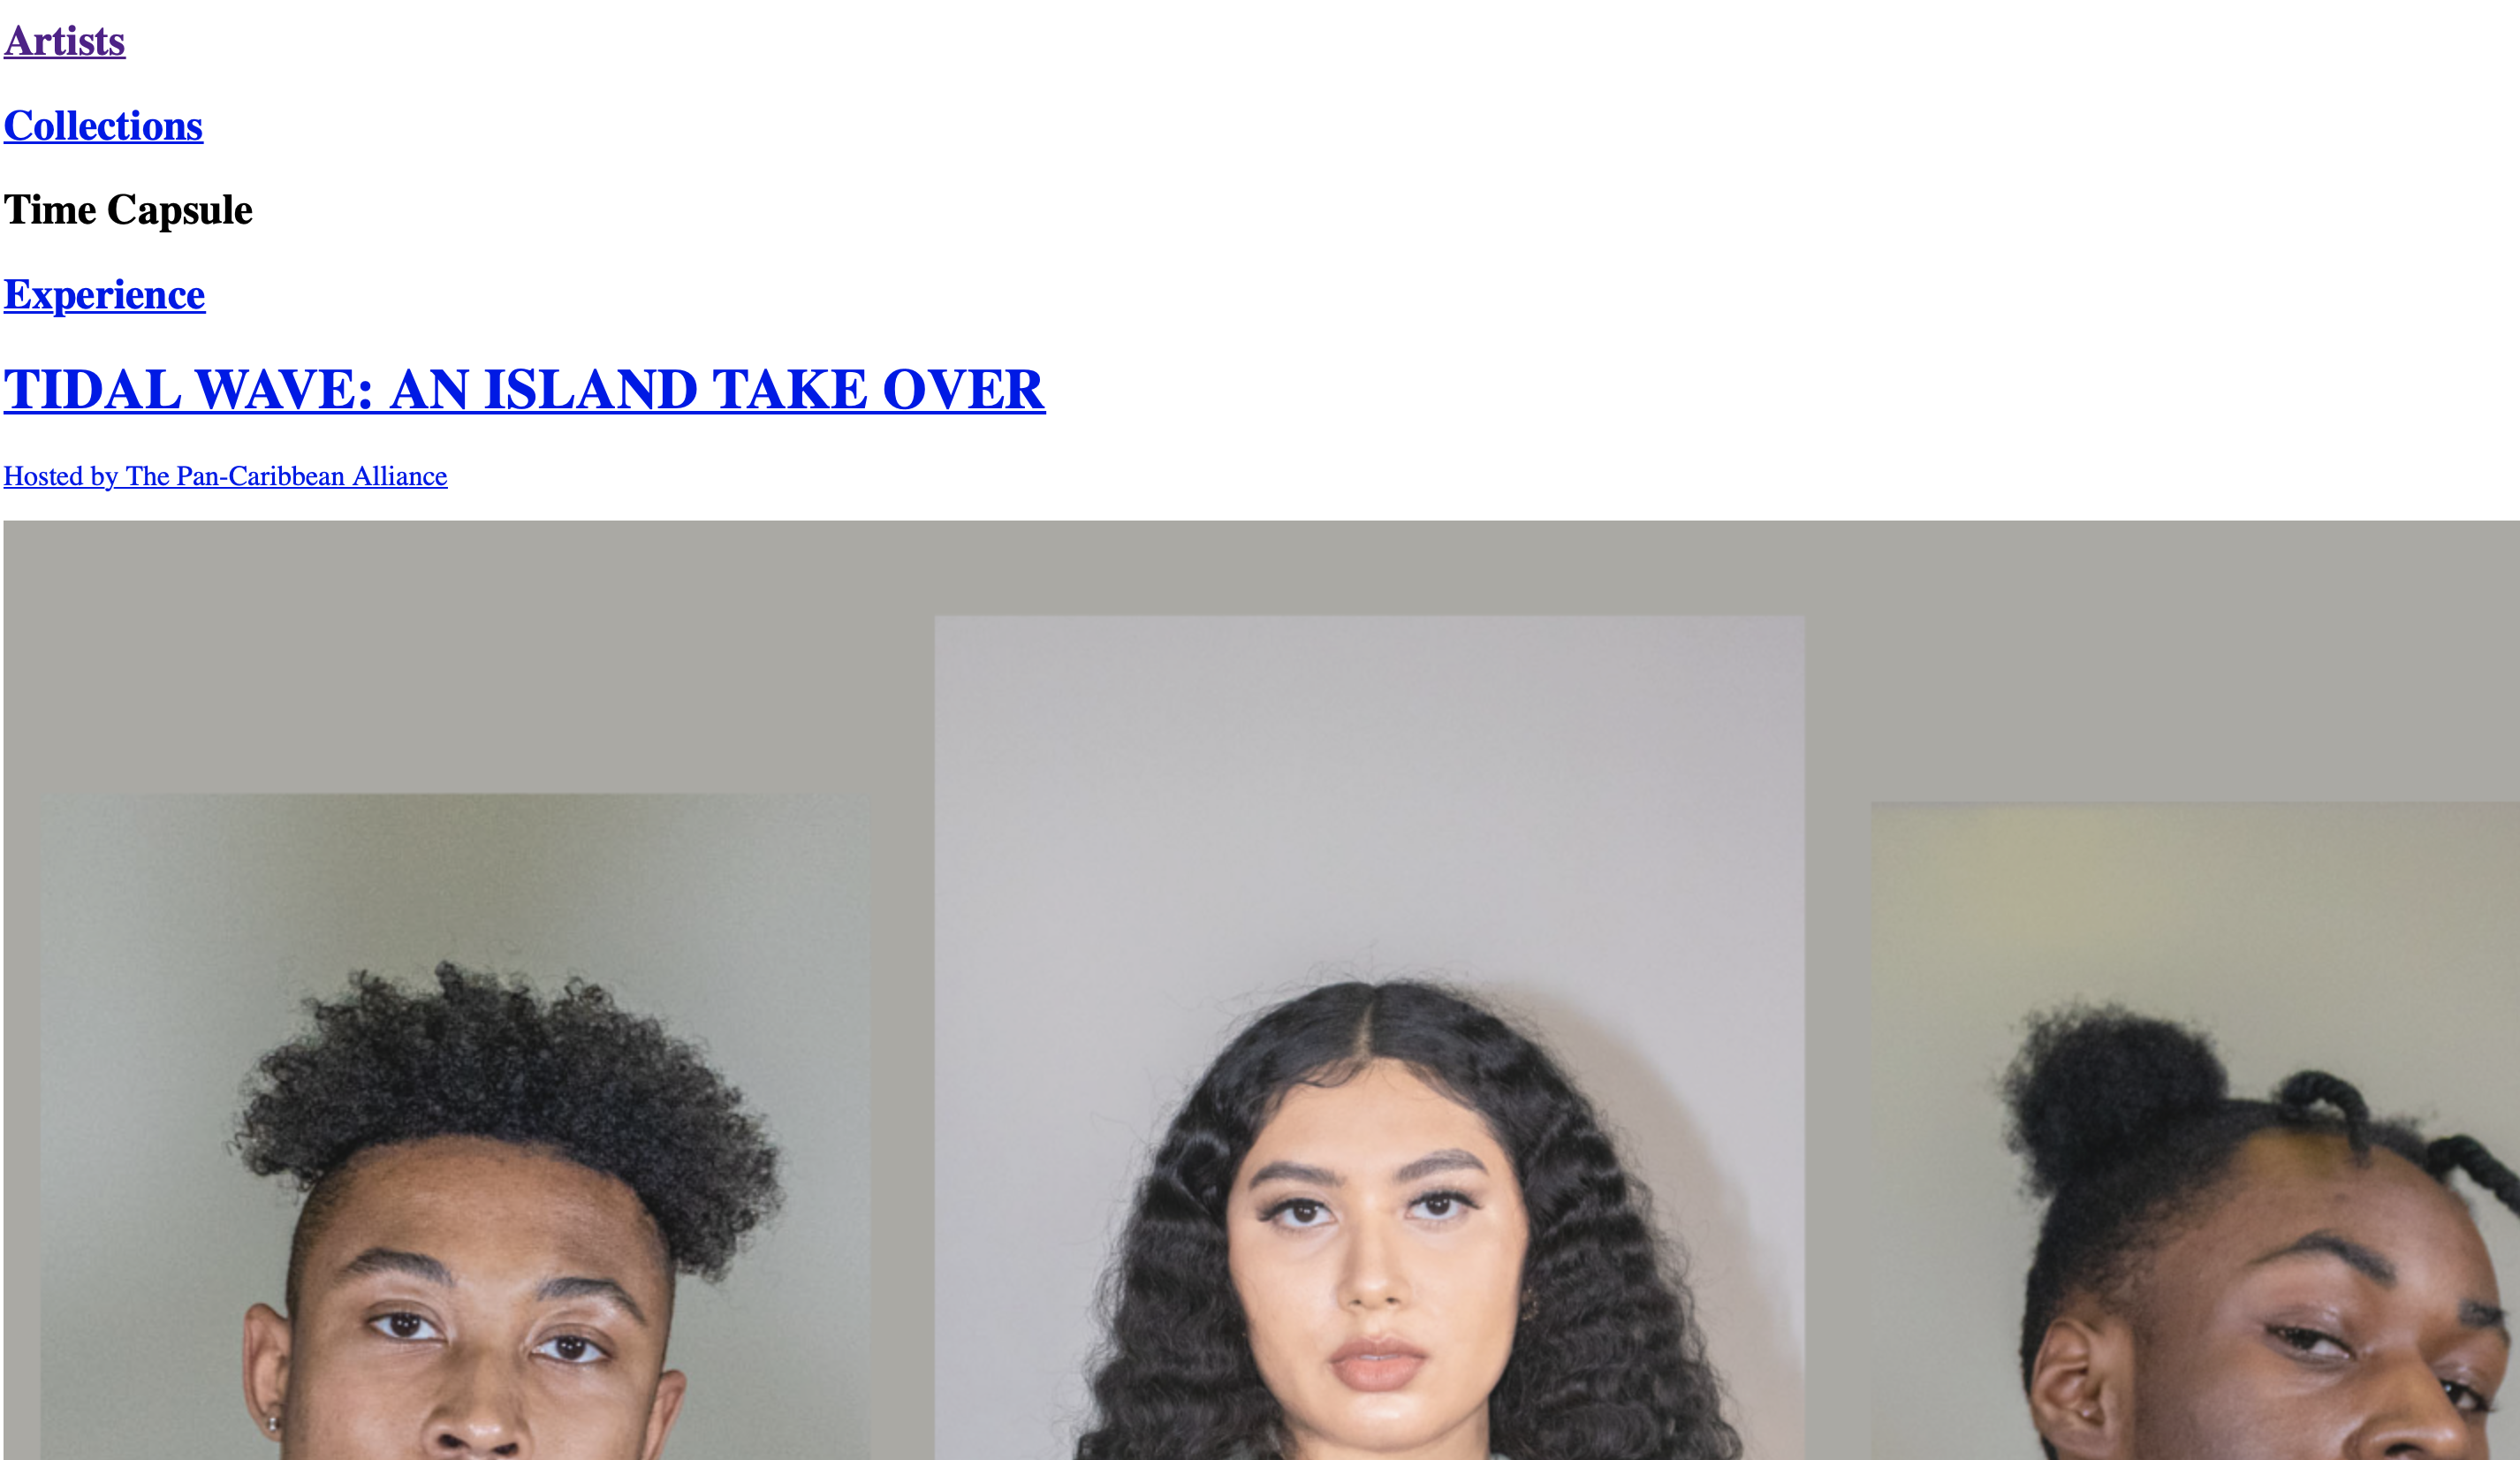 Artists
Collections
Time Capsule
Experience
TIDAL WAVE: AN ISLAND TAKE OVER
Hosted by The Pan-Caribbean Alliance